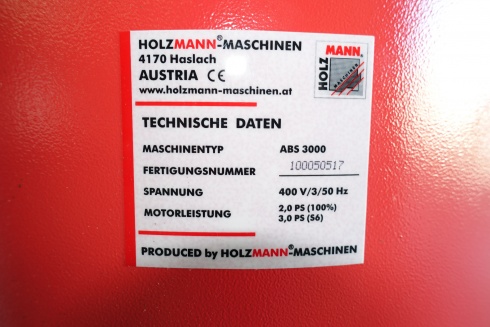 HOLZMANN®-MASCHINEN
4170 Haslach
AUSTRIA CE
www.holzmann-maschinen.at
HOLZ
MANN®
MASCHINEN
TECHNISCHE DATEN
MASCHINENTYP ABS 3000
FERTIGUNGSNUMMER 100050517
SPANNUNG 400 V/3/50 Hz
MOTORLEISTUNG 2,0 PS (100%)
3,0 PS (S6)
PRODUCED by HOLZMANN®-MASCHINEN